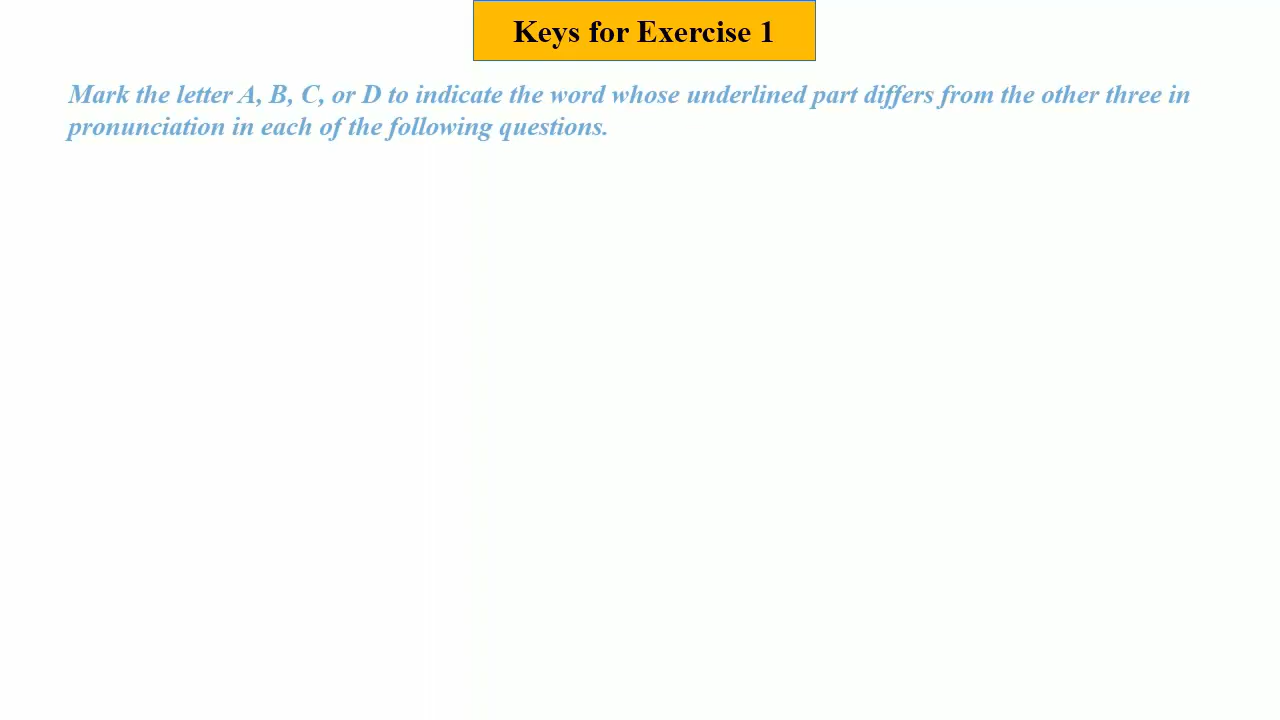 Keys for Exercise 1
Mark the letter A, B, C, or D to indicate the word whose underlined part differs from the other three in
pronunciation in each of the following questions.